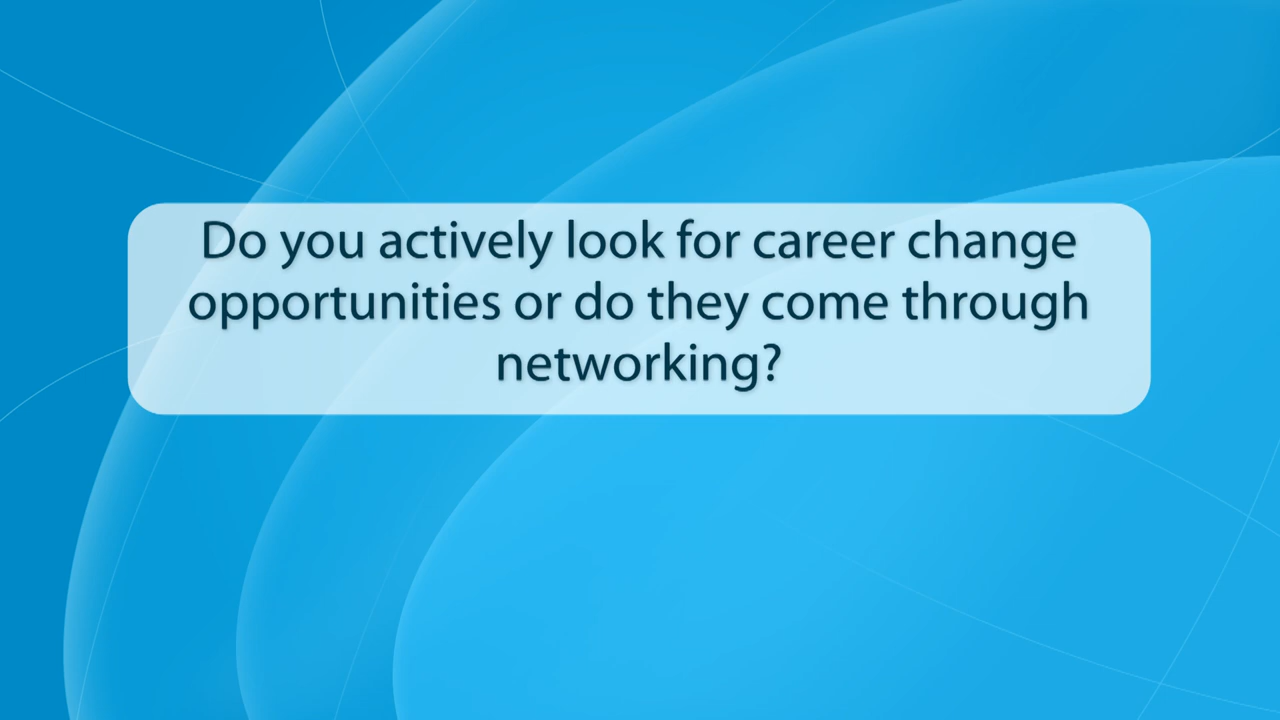 Do you actively look for career change
opportunities or do they come through
networking?